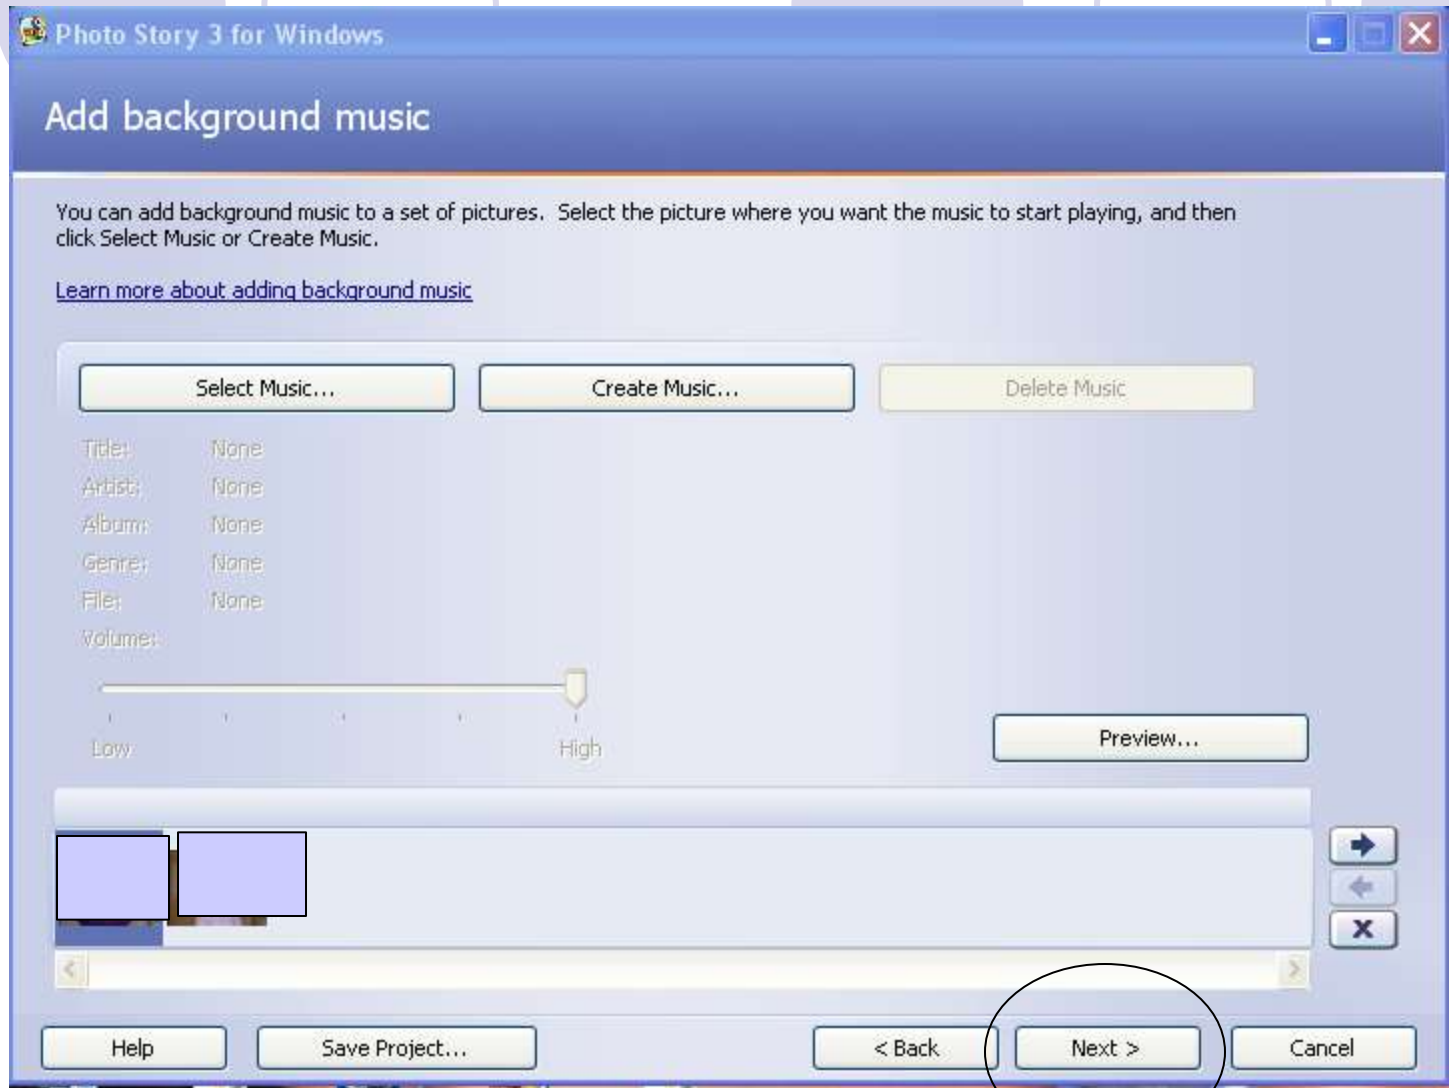 Photo Story 3 for Windows
Add background music
You can add background music to a set of pictures. Select the picture where you want the music to start playing, and then
click Select Music or Create Music.
Learn more about adding background music
Select Music...
Create Music...
Delete Music
Title: None
Artist: None
Album: None
Genre: None
File: None
Volume:
Low High
Preview...
Help
Save Project...
< Back
Next >
Cancel